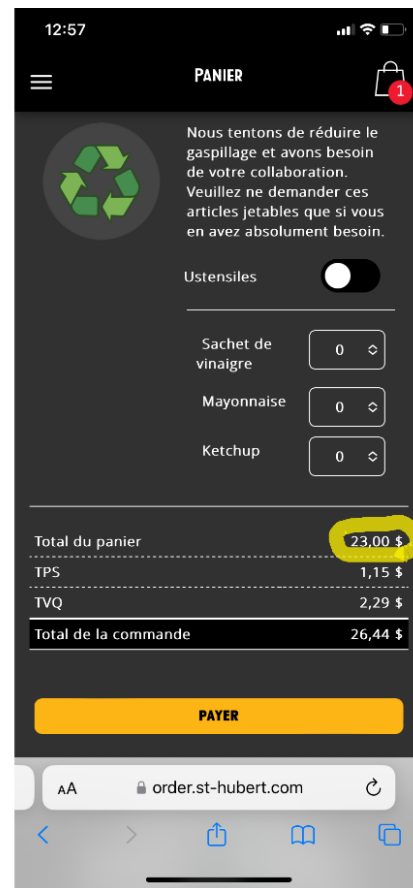 12:57
PANIER
1
Nous tentons de réduire le
gaspillage et avons besoin
de votre collaboration.
Veuillez ne demander ces
articles jetables que si vous
en avez absolument besoin.
Ustensiles
Sachet de
vinaigre
0
Mayonnaise
0
Ketchup
0
Total du panier 23,00 $
TPS 1,15 $
TVQ 2,29 $
Total de la commande 26,44 $
PAYER
AA order.st-hubert.com